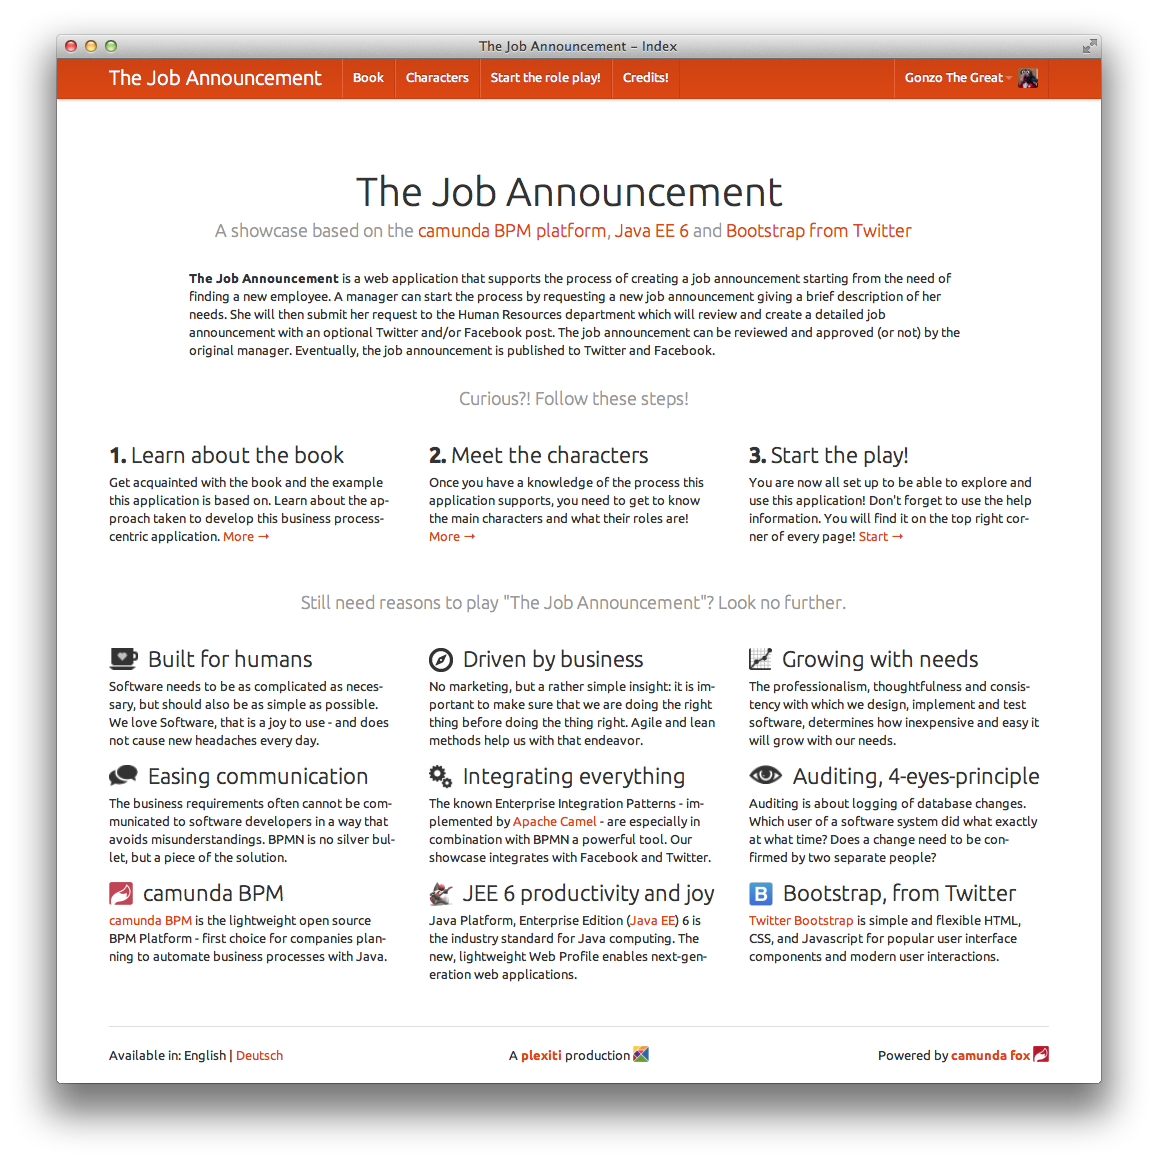 The Job Announcement – Index
The Job Announcement Book Characters Start the role play! Credits! Gonzo The Great
The Job Announcement
A showcase based on the camunda BPM platform, Java EE 6 and Bootstrap from Twitter
The Job Announcement is a web application that supports the process of creating a job announcement starting from the need of
finding a new employee. A manager can start the process by requesting a new job announcement giving a brief description of her
needs. She will then submit her request to the Human Resources department which will review and create a detailed job
announcement with an optional Twitter and/or Facebook post. The job announcement can be reviewed and approved (or not) by the
original manager. Eventually, the job announcement is published to Twitter and Facebook.
Curious?! Follow these steps!
1. Learn about the book
Get acquainted with the book and the example
this application is based on. Learn about the ap-
proach taken to develop this business process-
centric application. More →
2. Meet the characters
Once you have a knowledge of the process this
application supports, you need to get to know
the main characters and what their roles are!
More →
3. Start the play!
You are now all set up to be able to explore and
use this application! Don't forget to use the help
information. You will find it on the top right cor-
ner of every page! Start →
Still need reasons to play "The Job Announcement"? Look no further.
Built for humans
Software needs to be as complicated as neces-
sary, but should also be as simple as possible.
We love Software, that is a joy to use - and does
not cause new headaches every day.
Driven by business
No marketing, but a rather simple insight: it is im-
portant to make sure that we are doing the right
thing before doing the thing right. Agile and lean
methods help us with that endeavor.
Growing with needs
The professionalism, thoughtfulness and consis-
tency with which we design, implement and test
software, determines how inexpensive and easy it
will grow with our needs.
Easing communication
The business requirements often cannot be com-
municated to software developers in a way that
avoids misunderstandings. BPMN is no silver bul-
let, but a piece of the solution.
Integrating everything
The known Enterprise Integration Patterns - im-
plemented by Apache Camel - are especially in
combination with BPMN a powerful tool. Our
showcase integrates with Facebook and Twitter.
Auditing, 4-eyes-principle
Auditing is about logging of database changes.
Which user of a software system did what exactly
at what time? Does a change need to be con-
firmed by two separate people?
camunda BPM
camunda BPM is the lightweight open source
BPM Platform - first choice for companies plan-
ning to automate business processes with Java.
JEE 6 productivity and joy
Java Platform, Enterprise Edition (Java EE) 6 is
the industry standard for Java computing. The
new, lightweight Web Profile enables next-gen-
eration web applications.
B Bootstrap, from Twitter
Twitter Bootstrap is simple and flexible HTML,
CSS, and Javascript for popular user interface
components and modern user interactions.
Available in: English | Deutsch A plexiti production Powered by camunda fox